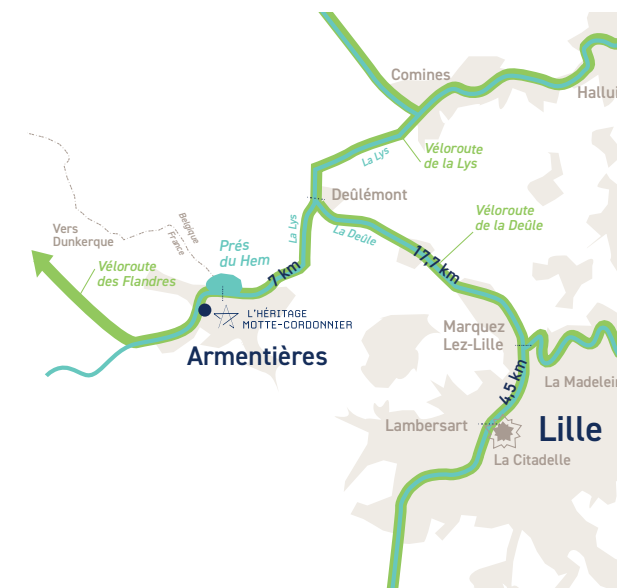 Comines
Hallui
La Lys
Véloroute
de la Lys
Deûlémont
Véloroute
de la Deûle
La Lys
La Deûle
Belgique
France
Vers
Dunkerque
Prés
du Hem
17,7 km
7 km
Véloroute
des Flandres
L'HÉRITAGE
MOTTE-CORDONNIER
Armentières
Marquez
Lez-Lille
4,5 km
La Madelein
Lambersart
Lille
La Citadelle